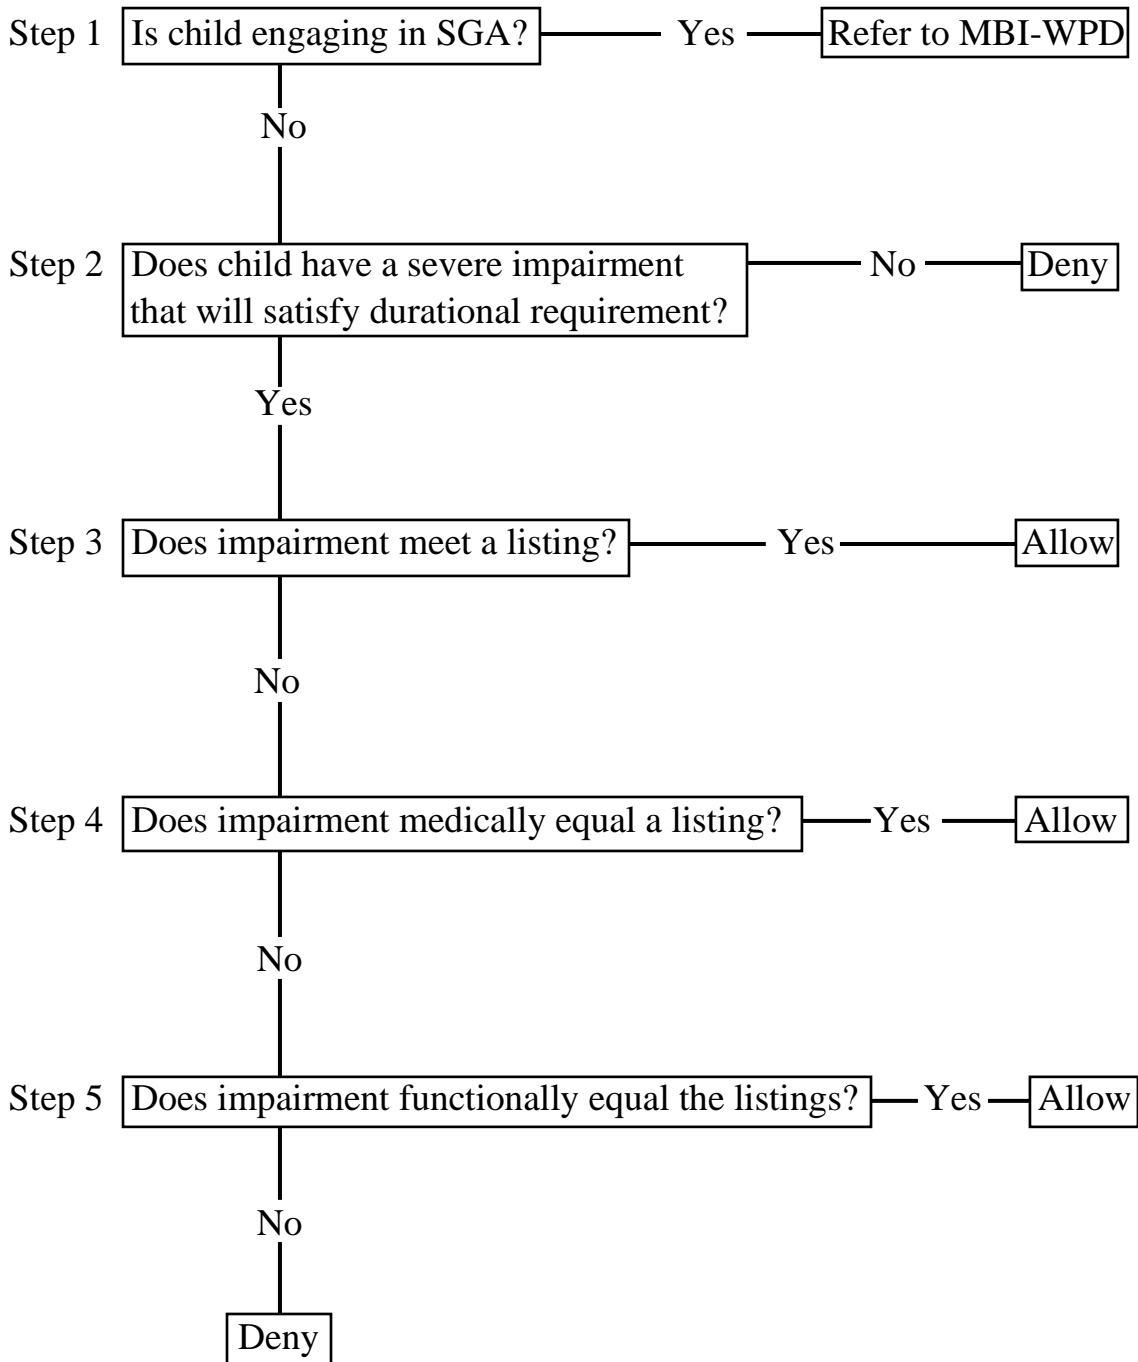 Step 1 Is child engaging in SGA? Yes Refer to MBI-WPD
No
Step 2 Does child have a severe impairment No Deny
that will satisfy durational requirement?
Yes
Step 3 Does impairment meet a listing? Yes Allow
No
Step 4 Does impairment medically equal a listing? Yes Allow
No
Step 5 Does impairment functionally equal the listings? Yes Allow
No
Deny